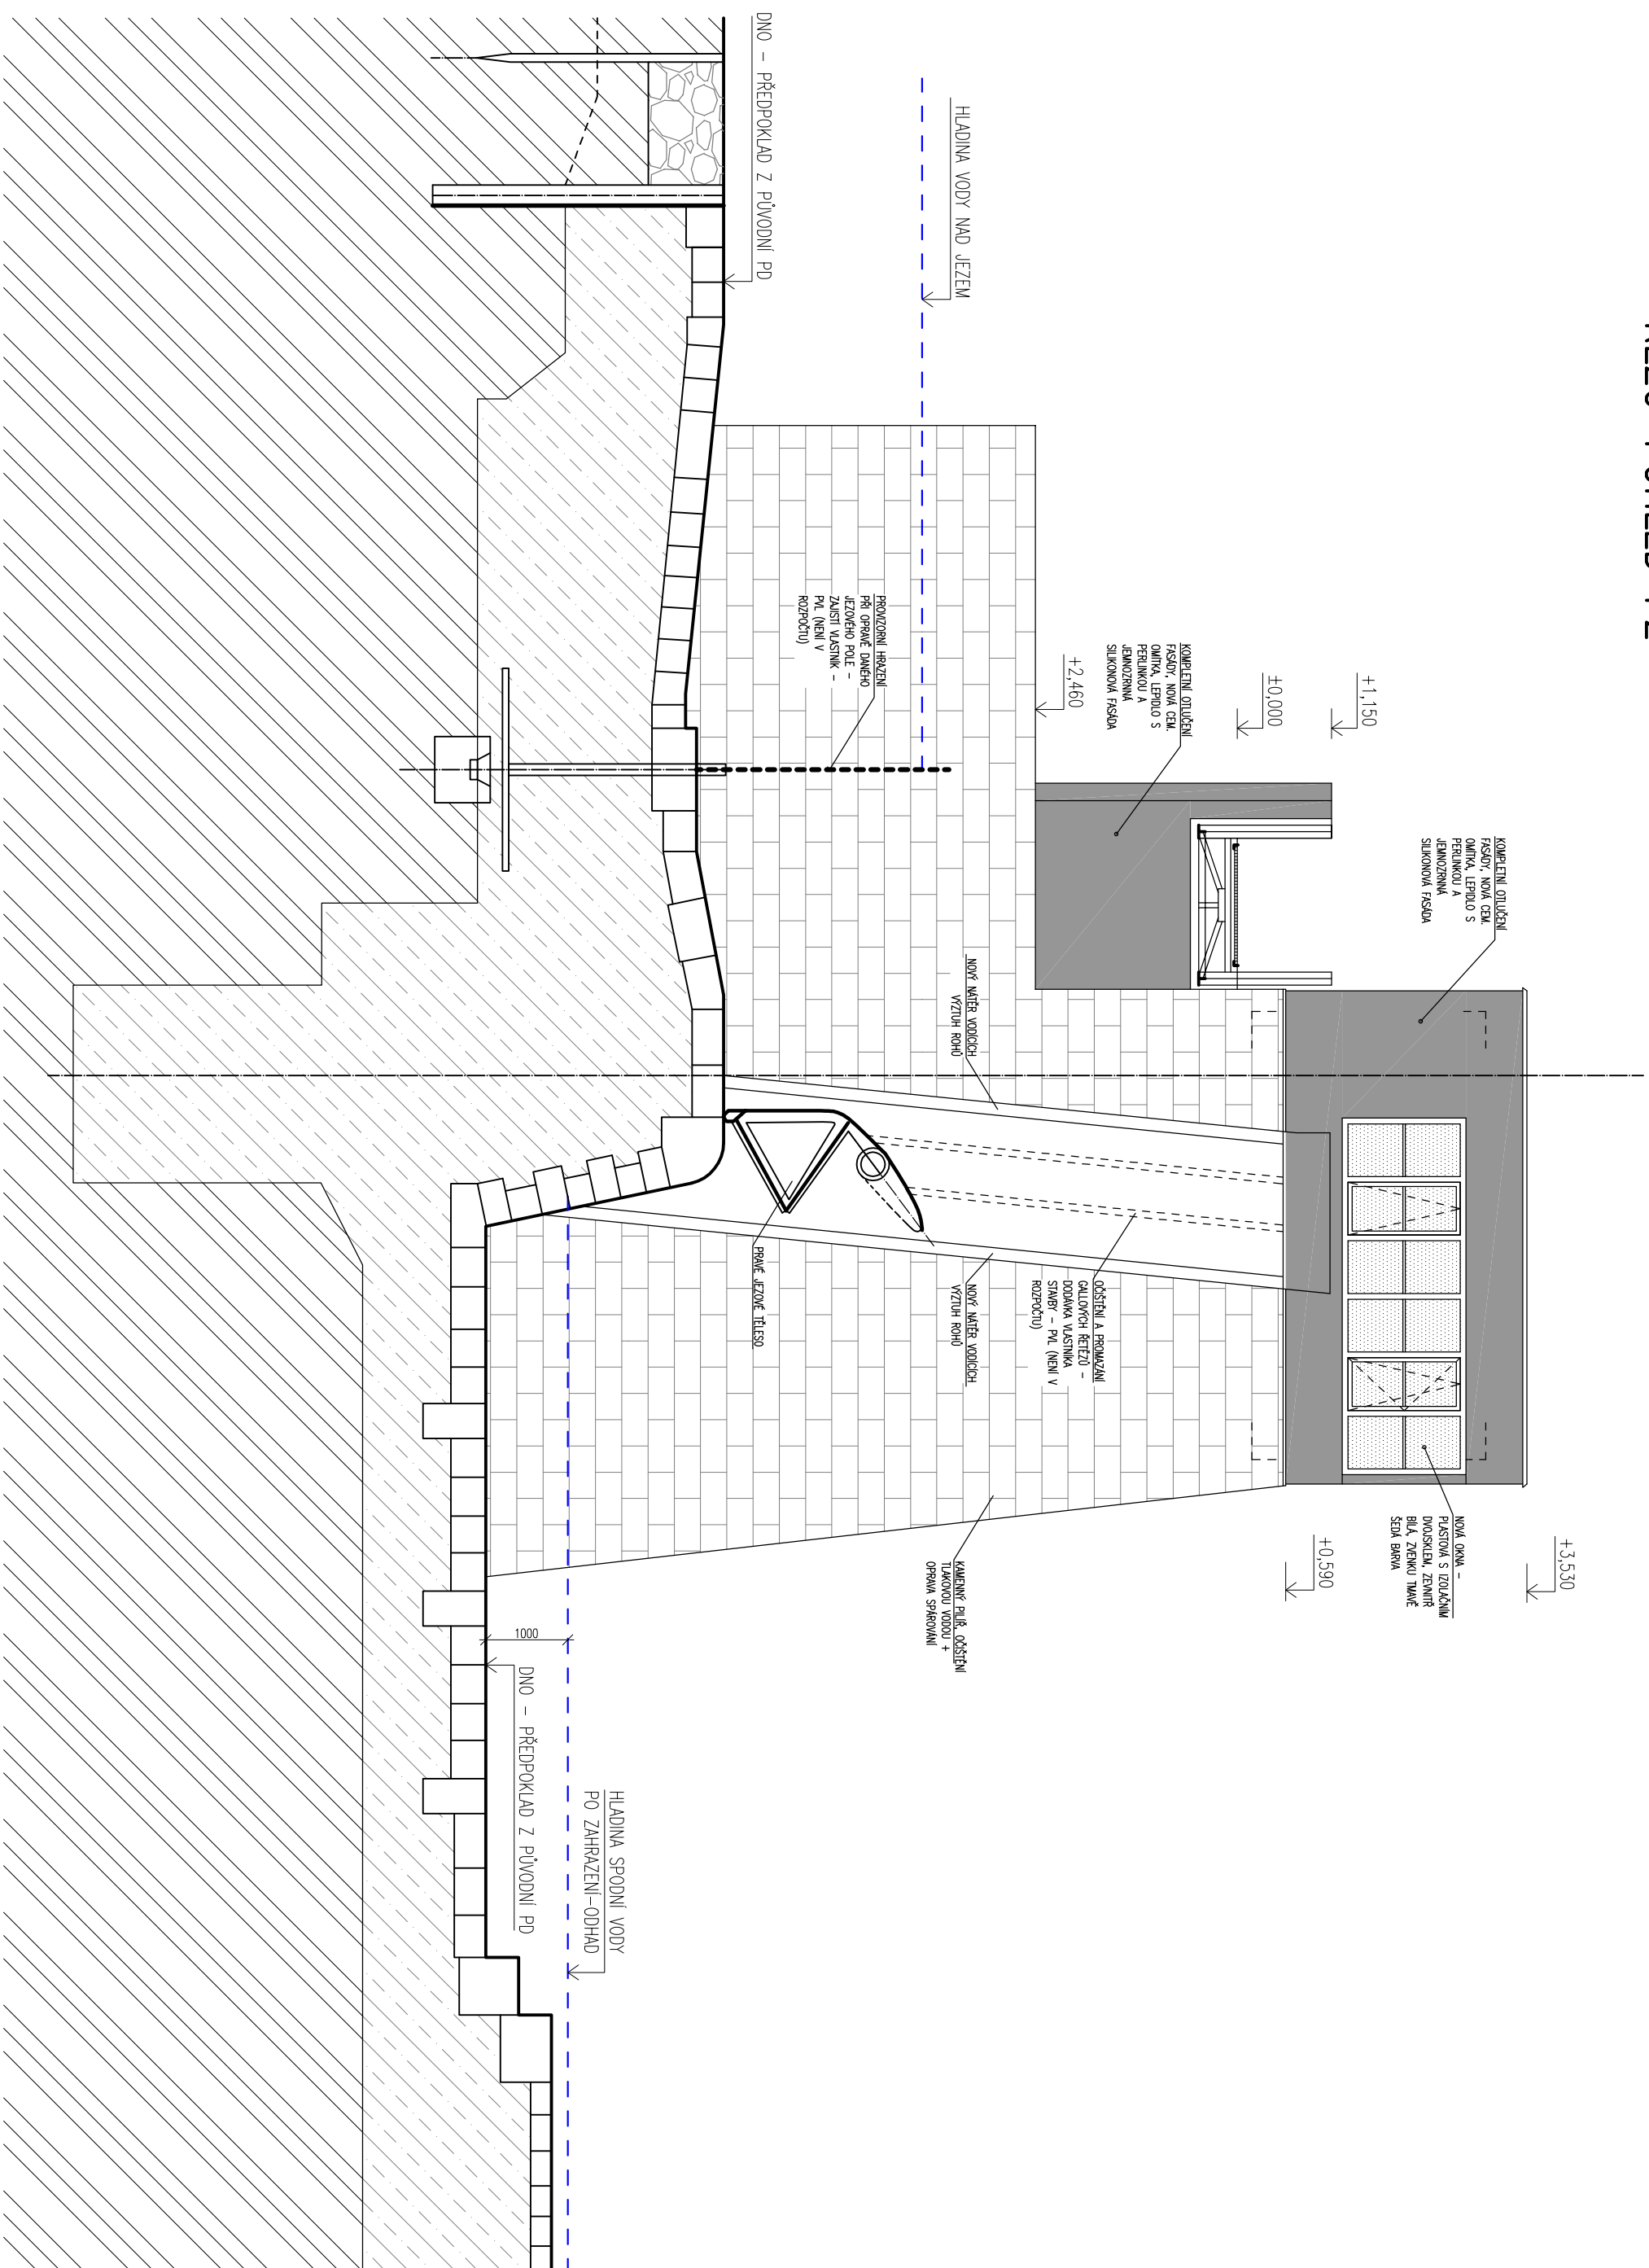 +3,530
+0,590
+1,150
±0,000
+2,460
KOMPLETNÍ OTLUČENÍ
FASÁDY, NOVÁ CEM.
OMÍTKA, LEPIDLO S
PERLINKOU A
JEMNOZRNNÁ
SILIKONOVÁ FASÁDA
KOMPLETNÍ OTLUČENÍ
FASÁDY, NOVÁ CEM.
OMÍTKA, LEPIDLO S
PERLINKOU A
JEMNOZRNNÁ
SILIKONOVÁ FASÁDA
NOVÁ OKNA –
PLASTOVÁ S IZOLAČNÍM
DVOJSKLEM, ZEVNITŘ
BÍLÁ, ZVENKU TMAVĚ
ŠEDÁ BARVA
HLADINA VODY NAD JEZEM
PROVIZORNÍ HRAZENÍ
PŘI OPRAVĚ DANÉHO
JEZOVÉHO POLE –
ZAJISTÍ VLASTNÍK –
PVL (NENÍ V
ROZPOČTU)
NOVÝ NÁTĚR VODÍCÍCH
VÝZTUH ROHŮ
OČIŠTĚNÍ A PROMAZÁNÍ
GALLOVÝCH ŘETĚZŮ –
DODÁVKA VLASTNÍKA
STAVBY – PVL (NENÍ V
ROZPOČTU)
NOVÝ NÁTĚR VODÍCÍCH
VÝZTUH ROHŮ
KAMENNÝ PILÍŘ, OČIŠTĚNÍ
TLAKOVOU VODOU +
OPRAVA SPÁROVÁNÍ
DNO – PŘEDPOKLAD Z PŮVODNÍ PD
PRAVÉ JEZOVÉ TĚLESO
HLADINA SPODNÍ VODY
PO ZAHRAZENÍ–ODHAD
1000
DNO – PŘEDPOKLAD Z PŮVODNÍ PD